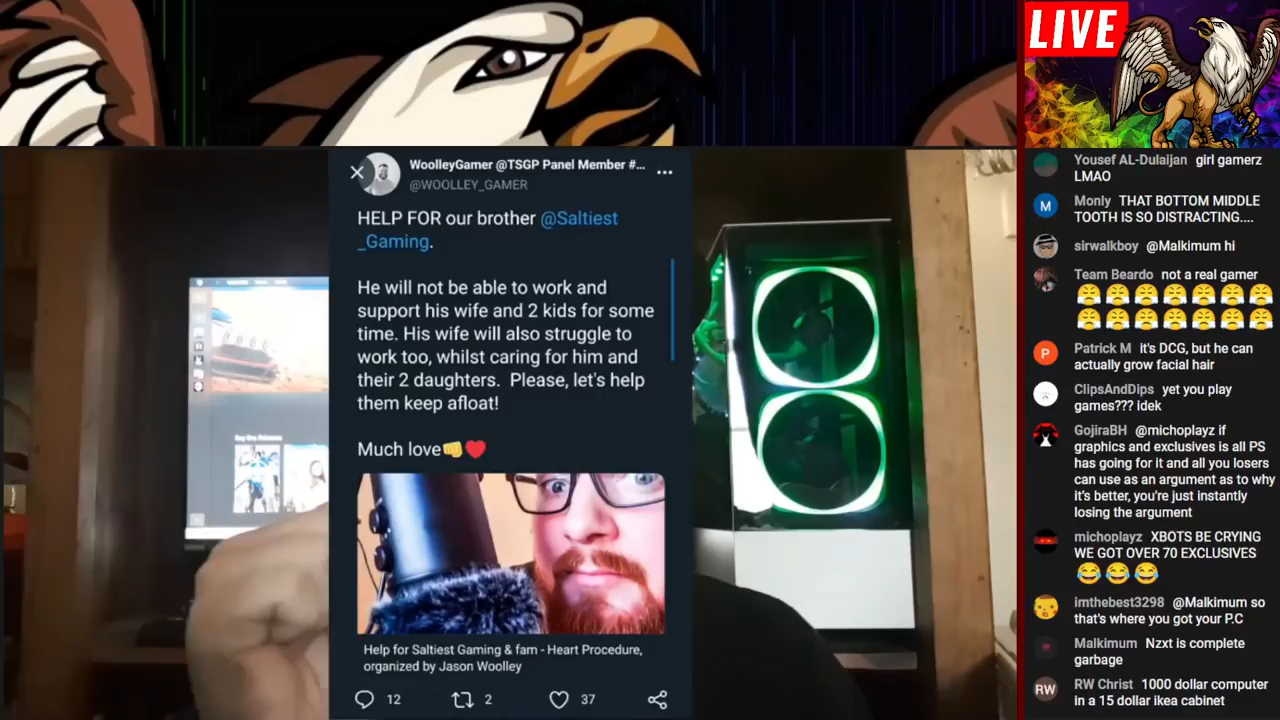 LIVE
WoolleyGamer @TSGP Panel Member #...
@WOOLLEY_GAMER
HELP FOR our brother @Saltiest
_Gaming.
He will not be able to work and
support his wife and 2 kids for some
time. His wife will also struggle to
work too, whilst caring for him and
their 2 daughters. Please, let's help
them keep afloat!
Much love👊❤️
Help for Saltiest Gaming & fam - Heart Procedure,
organized by Jason Woolley
12 2 37
Yousef AL-Dulaijan girl gamerz
LMAO
M Monly THAT BOTTOM MIDDLE
TOOTH IS SO DISTRACTING....
sirwalkboy @Malkimum hi
Team Beardo not a real gamer
😤😤😤😤😤😤😤
😤😤😤😤😤😤😤
P Patrick M it's DCG, but he can
actually grow facial hair
ClipsAndDips yet you play
games??? idek
GojiraBH @michoplayz if
graphics and exclusives is all PS
has going for it and all you losers
can use as an argument as to why
it's better, you're just instantly
losing the argument
michoplayz XBOTS BE CRYING
WE GOT OVER 70 EXCLUSIVES
😂😂😂
imthebest3298 @Malkimum so
that's where you got your P.C
Malkimum Nzxt is complete
garbage
RW RW Christ 1000 dollar computer
in a 15 dollar ikea cabinet